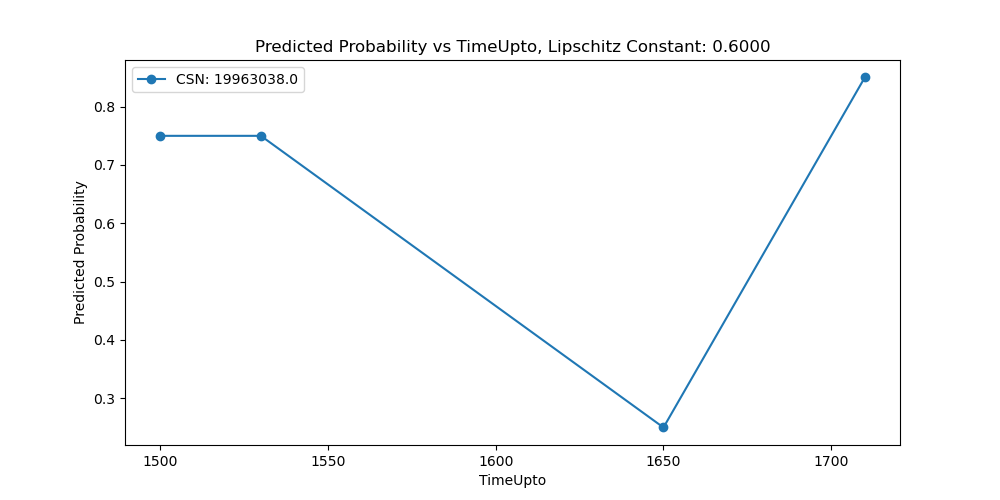 Predicted Probability vs TimeUpto, Lipschitz Constant: 0.6000
CSN: 19963038.0
Predicted Probability
0.8
0.7
0.6
0.5
0.4
0.3
1500 1550 1600 1650 1700
TimeUpto